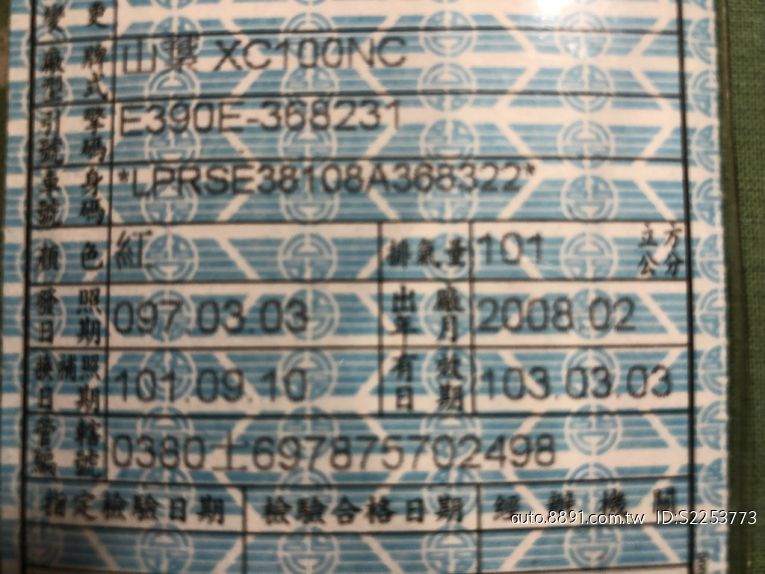 變更
廠牌型式 山葉 XC100NC
引擎號碼 E390E-368231
車身號碼 *LPRSE38108A368322*
顏色 紅 排氣量 101 立方公分
發照日期 097.03.03 出廠年月 2008.02
換補照日期 101.09.10 有效日期 103.03.03
管轄編號 0380士697875702498
指定檢驗日期 檢驗合格日期 經辦機關
auto.8891.com.tw ID:S2253773